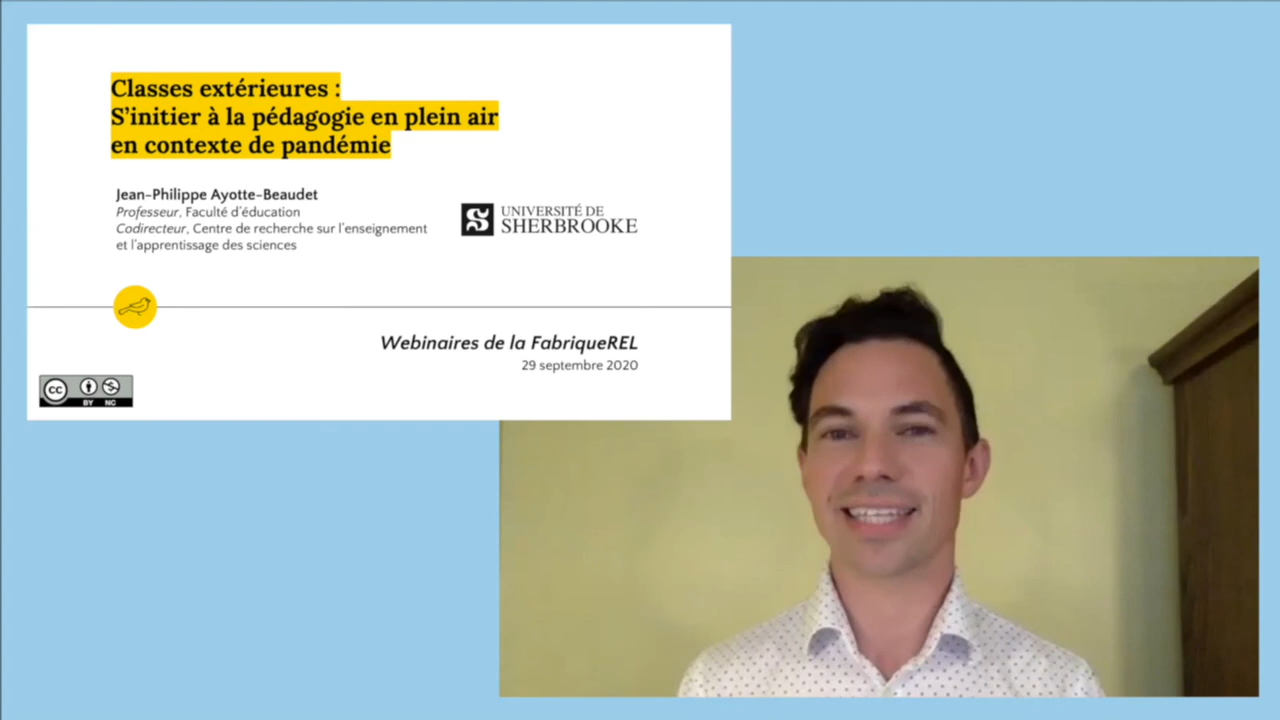 Classes extérieures :
S'initier à la pédagogie en plein air
en contexte de pandémie
Jean-Philippe Ayotte-Beaudet
Professeur, Faculté d'éducation
Codirecteur, Centre de recherche sur l'enseignement
et l'apprentissage des sciences
UNIVERSITÉ DE
SHERBROOKE
Webinaires de la FabriqueREL
29 septembre 2020
cc
BY NC